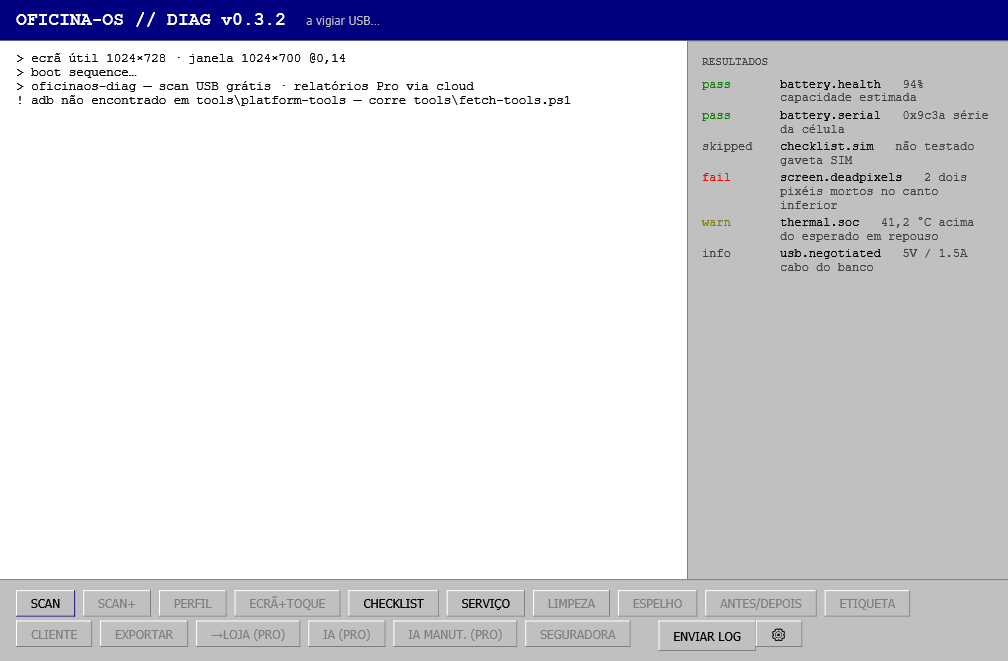 OFICINA-OS // DIAG v0.3.2 a vigiar USB…
> ecrã útil 1024×728 · janela 1024×700 @0,14
> boot sequence…
> oficinaos-diag — scan USB grátis · relatórios Pro via cloud
! adb não encontrado em tools\platform-tools — corre tools\fetch-tools.ps1
RESULTADOS
pass battery.health 94%
capacidade estimada
pass battery.serial 0x9c3a série
da célula
skipped checklist.sim não testado
gaveta SIM
fail screen.deadpixels 2 dois
pixéis mortos no canto
inferior
warn thermal.soc 41,2 °C acima
do esperado em repouso
info usb.negotiated 5V / 1.5A
cabo do banco
SCAN SCAN+ PERFIL ECRÃ+TOQUE CHECKLIST SERVIÇO LIMPEZA ESPELHO ANTES/DEPOIS ETIQUETA
CLIENTE EXPORTAR →LOJA (PRO) IA (PRO) IA MANUT. (PRO) SEGURADORA ENVIAR LOG